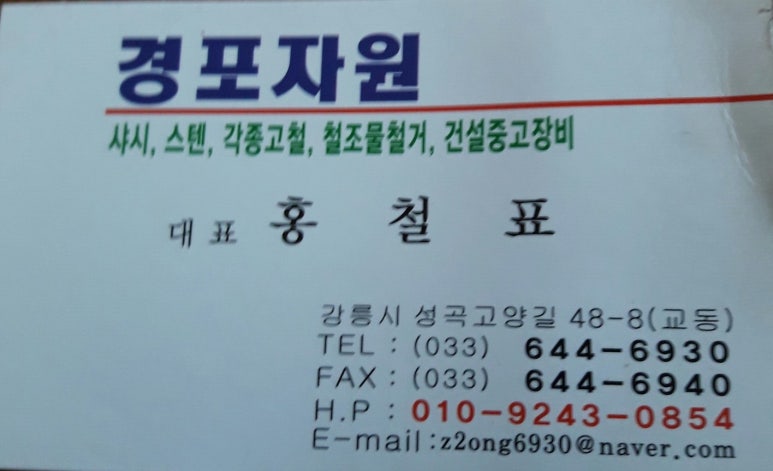 경포자원
샤시, 스텐, 각종고철, 철조물철거, 건설중고장비
대표 홍 철 표
강릉시 성곡고양길 48-8(교동)
TEL : (033) 644-6930
FAX : (033) 644-6940
H.P : 010-9243-0854
E-mail:z2ong6930@naver.com